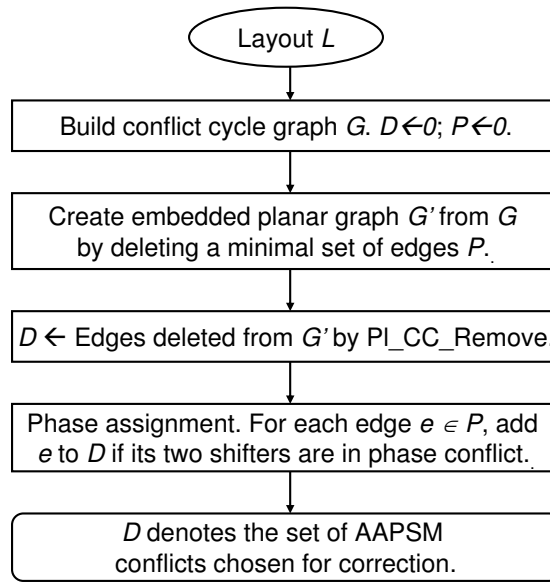 Layout L
Build conflict cycle graph G. D←0; P←0.
Create embedded planar graph G' from G
by deleting a minimal set of edges P.
D ← Edges deleted from G' by Pl_CC_Remove.
Phase assignment. For each edge e ∈ P, add
e to D if its two shifters are in phase conflict.
D denotes the set of AAPSM
conflicts chosen for correction.